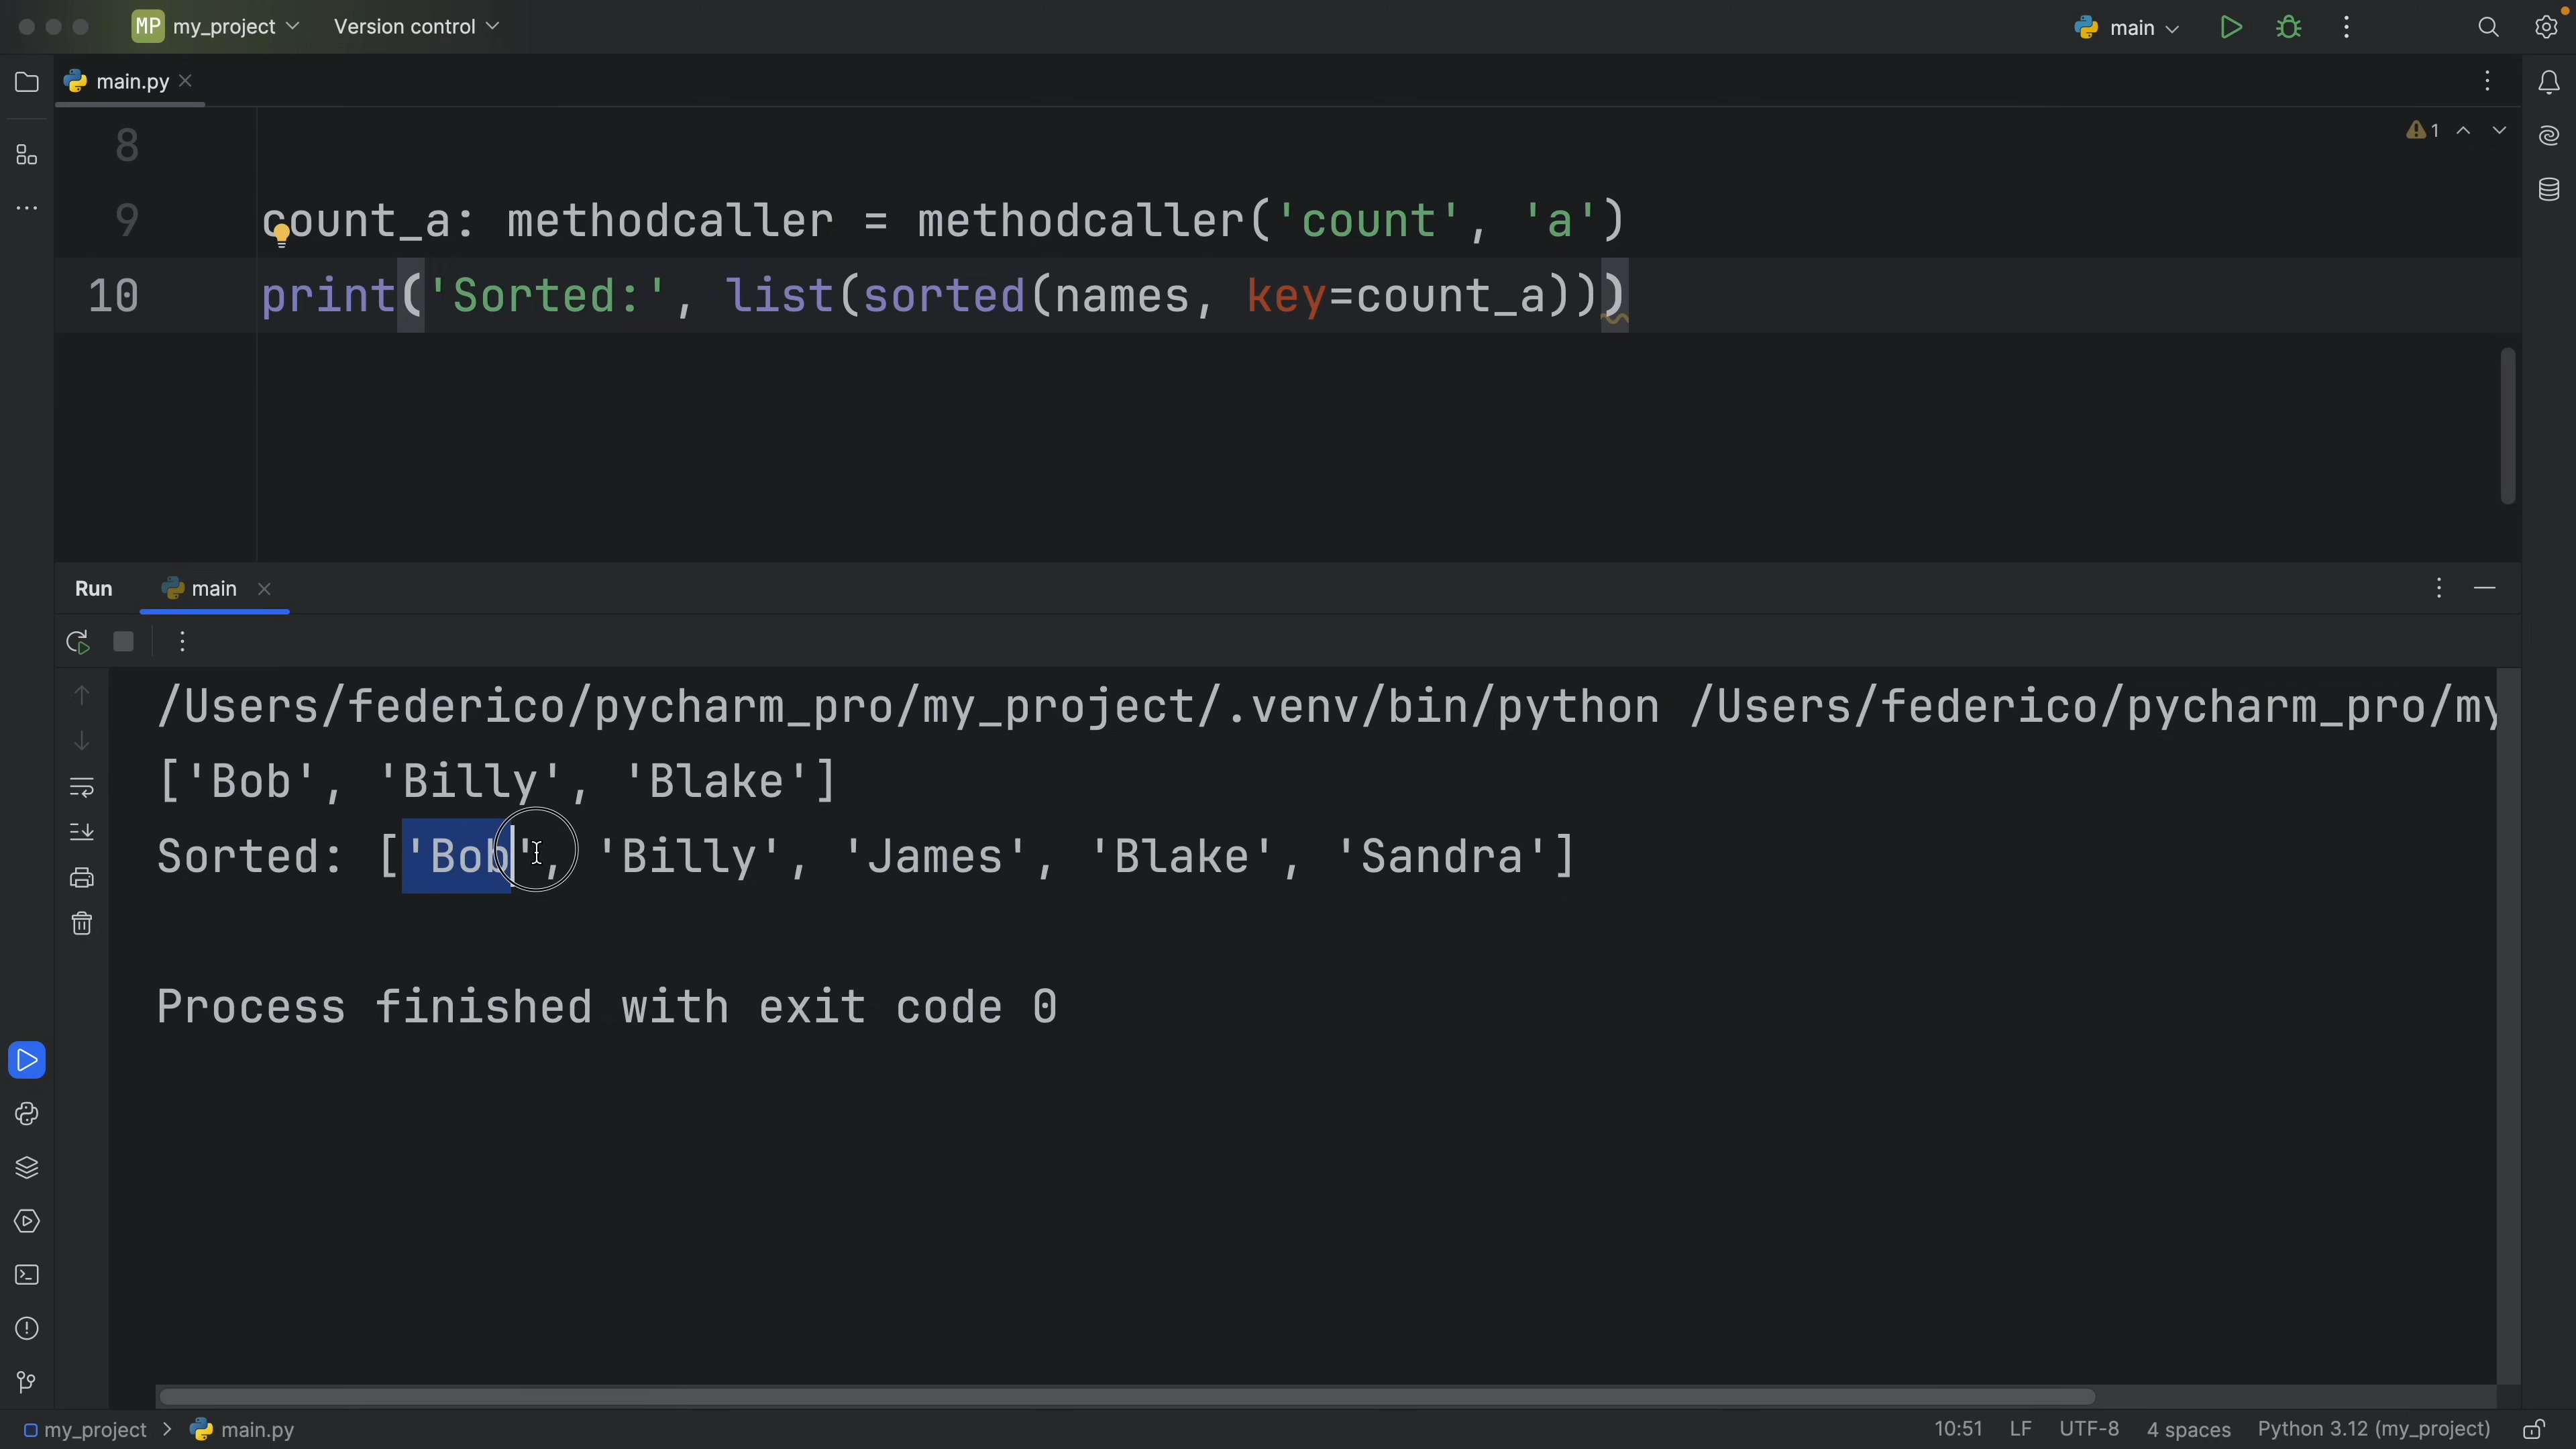 MP my_project Version control main
main.py
1
8
9 count_a: methodcaller = methodcaller('count', 'a')
10 print('Sorted:', list(sorted(names, key=count_a)))
Run main
/Users/federico/pycharm_pro/my_project/.venv/bin/python /Users/federico/pycharm_pro/my
['Bob', 'Billy', 'Blake']
Sorted: ['Bob', 'Billy', 'James', 'Blake', 'Sandra']
Process finished with exit code 0
my_project main.py 10:51 LF UTF-8 4 spaces Python 3.12 (my_project)